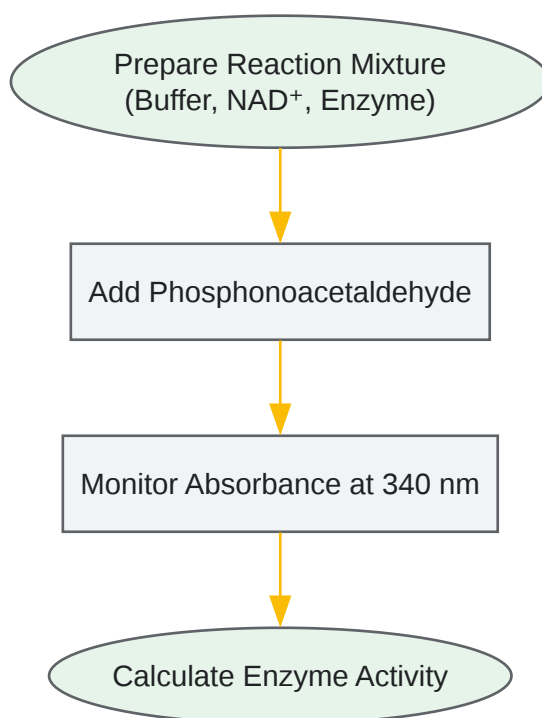 Prepare Reaction Mixture
(Buffer, NAD⁺, Enzyme)
Add Phosphonoacetaldehyde
Monitor Absorbance at 340 nm
Calculate Enzyme Activity